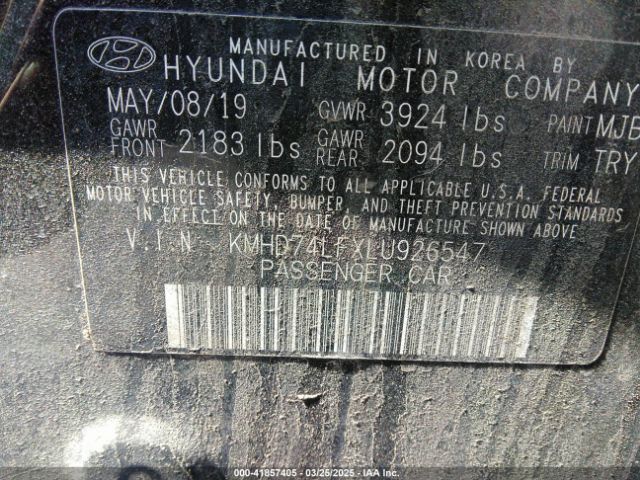 MANUFACTURED IN KOREA BY
HYUNDAI MOTOR COMPANY
MAY/08/19 GVWR 3924 lbs PAINT MJB
GAWR FRONT 2183 lbs GAWR REAR 2094 lbs TRIM TRY
THIS VEHICLE CONFORMS TO ALL APPLICABLE U.S.A. FEDERAL
MOTOR VEHICLE SAFETY, BUMPER, AND THEFT PREVENTION STANDARDS
IN EFFECT ON THE DATE OF MANUFACTURE SHOWN ABOVE.
V.I.N. KMHD74LFXLU926547
PASSENGER CAR
000-41857405 - 03/25/2025 - IAA Inc.